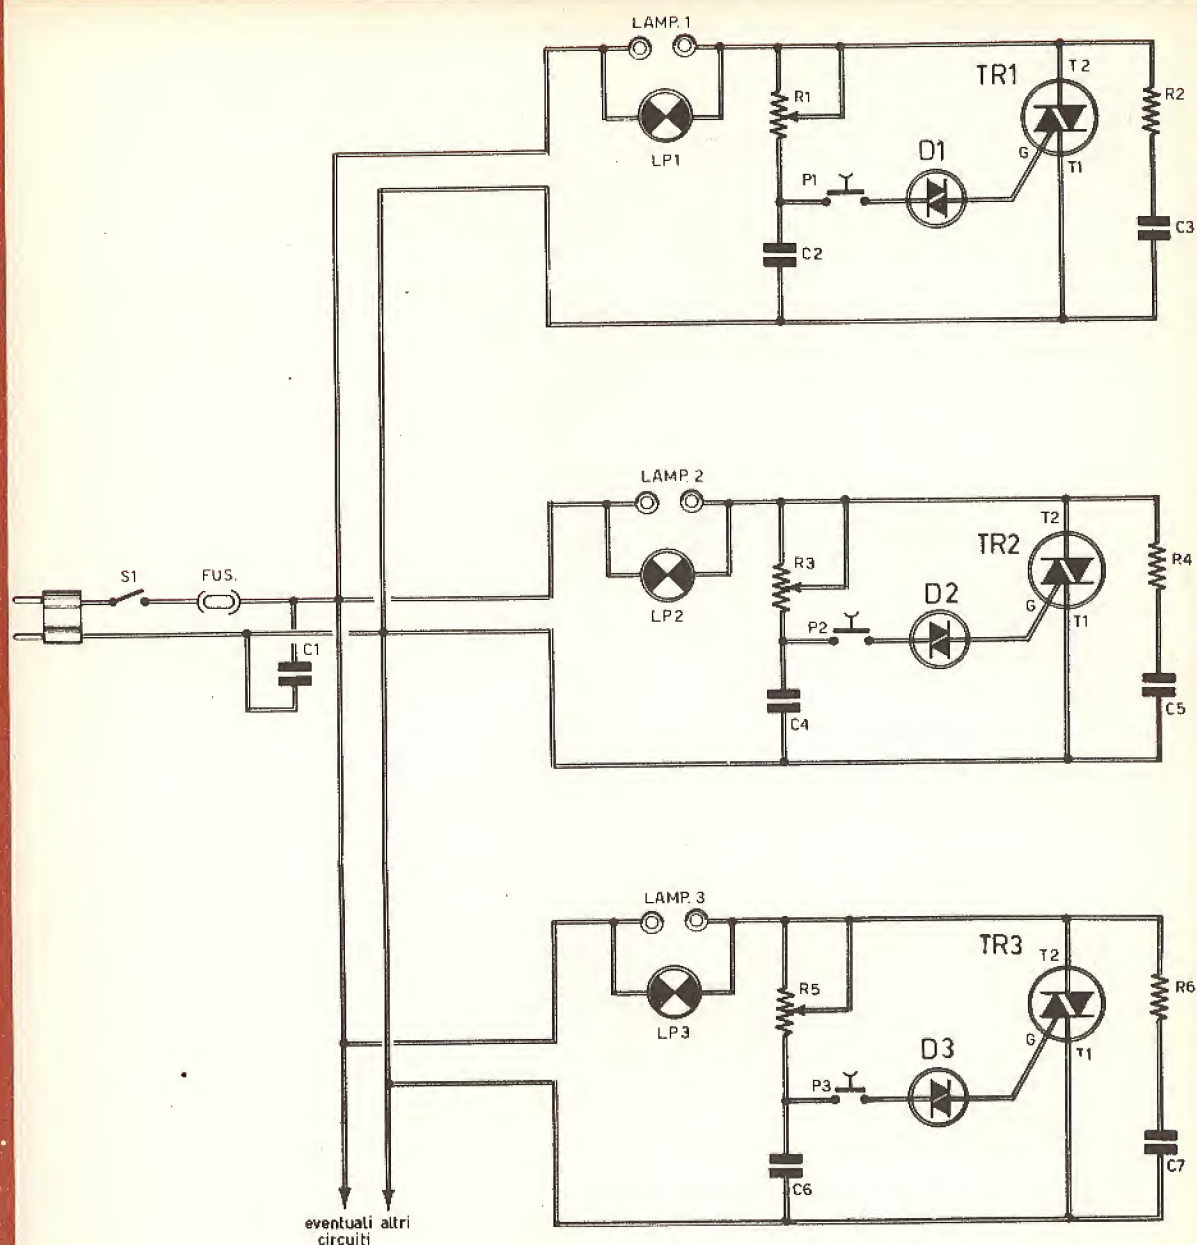 LAMP. 1
TR1
T2
R1
R2
LP1
D1
G
T1
P1
C2
C3
LAMP. 2
TR2
T2
R3
R4
S1
FUS.
LP2
D2
G
T1
P2
C1
C4
C5
LAMP. 3
TR3
T2
R5
R6
LP3
D3
G
T1
P3
C6
C7
eventuali altri
circuiti